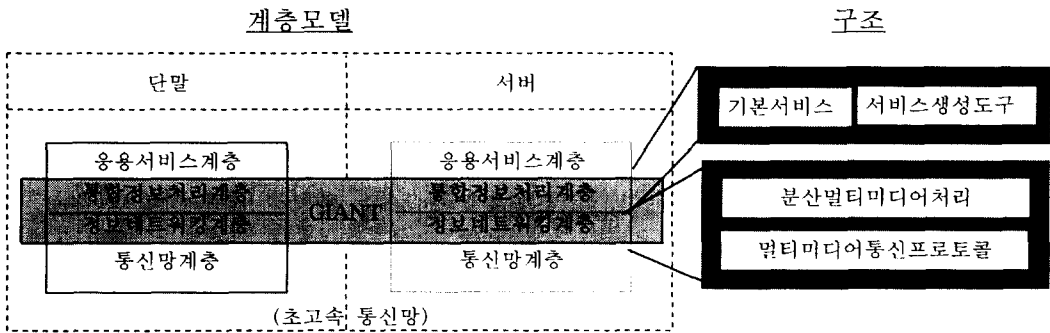 계층모델
구조
단말
서버
기본서비스
서비스생성도구
응용서비스계층
응용서비스계층
통합정보처리계층
통합정보처리계층
GIANT
정보네트워킹계층
정보네트워킹계층
통신망계층
통신망계층
분산멀티미디어처리
멀티미디어통신프로토콜
(초고속 통신망)